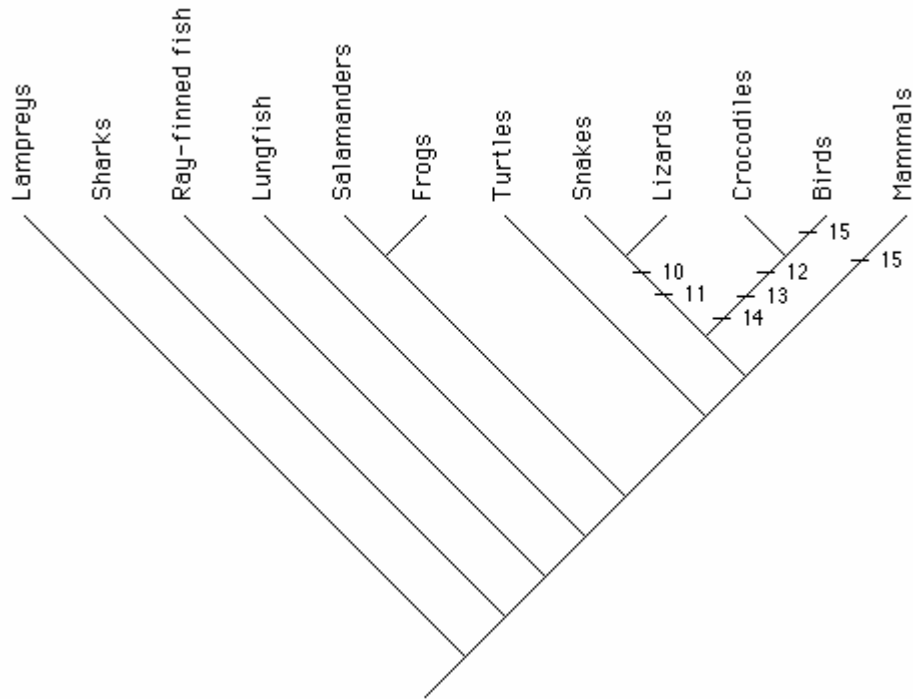 Lampreys
Sharks
Ray-finned fish
Lungfish
Salamanders
Frogs
Turtles
Snakes
Lizards
Crocodiles
Birds
Mammals
15
15
10
12
11
13
14